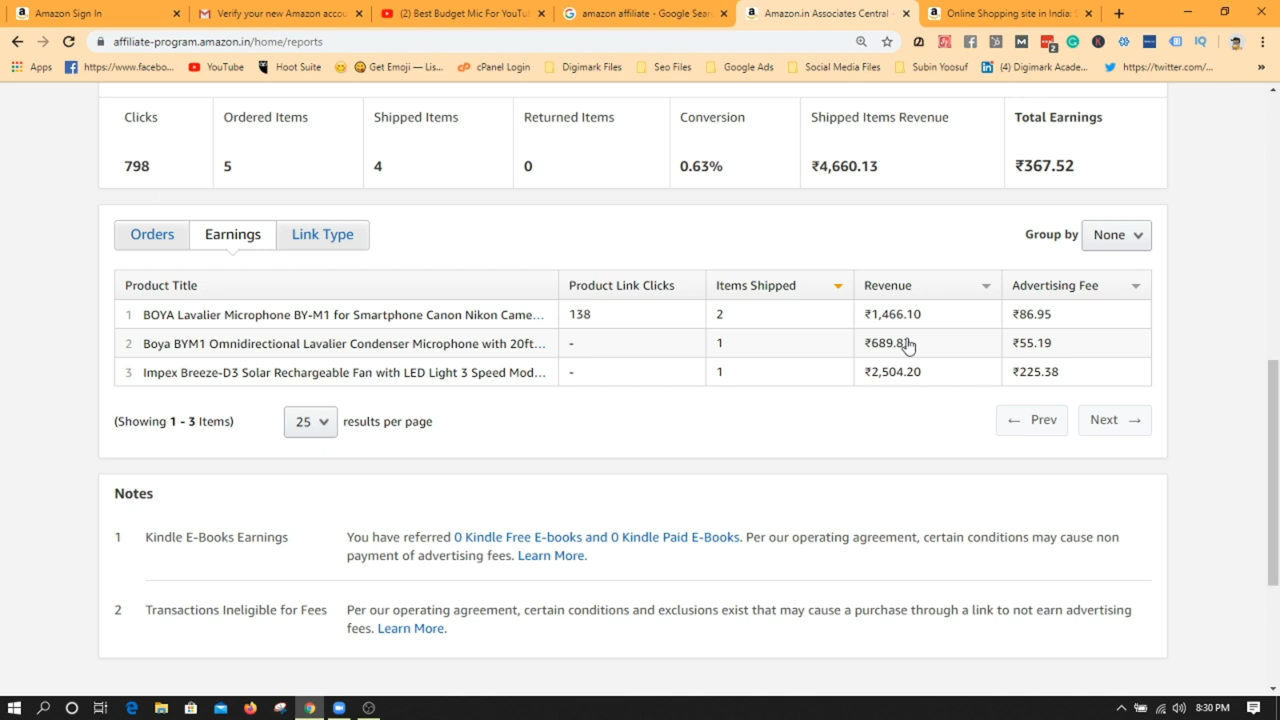 Amazon Sign In
Verify your new Amazon accou
(2) Best Budget Mic For YouTu
amazon affiliate - Google Sear
Amazon.in Associates Central -
Online Shopping site in India:
affiliate-program.amazon.in/home/reports
Apps
https://www.facebo...
YouTube
Hoot Suite
Get Emoji — Lis...
cPanel Login
Digimark Files
Seo Files
Google Ads
Social Media Files
Subin Yoosuf
(4) Digimark Acade...
https://twitter.com/...
»
Clicks Ordered Items Shipped Items Returned Items Conversion Shipped Items Revenue Total Earnings
798 5 4 0 0.63% ₹4,660.13 ₹367.52
Orders Earnings Link Type Group by None
Product Title Product Link Clicks Items Shipped Revenue Advertising Fee
1 BOYA Lavalier Microphone BY-M1 for Smartphone Canon Nikon Came... 138 2 ₹1,466.10 ₹86.95
2 Boya BYM1 Omnidirectional Lavalier Condenser Microphone with 20ft... - 1 ₹55.19
3 Impex Breeze-D3 Solar Rechargeable Fan with LED Light 3 Speed Mod... - 1 ₹2,504.20 ₹225.38
(Showing 1 - 3 Items) 25 results per page ← Prev Next →
Notes
1 Kindle E-Books Earnings You have referred 0 Kindle Free E-books and 0 Kindle Paid E-Books. Per our operating agreement, certain conditions may cause non
payment of advertising fees. Learn More.
2 Transactions Ineligible for Fees Per our operating agreement, certain conditions and exclusions exist that may cause a purchase through a link to not earn advertising
fees. Learn More.
8:30 PM